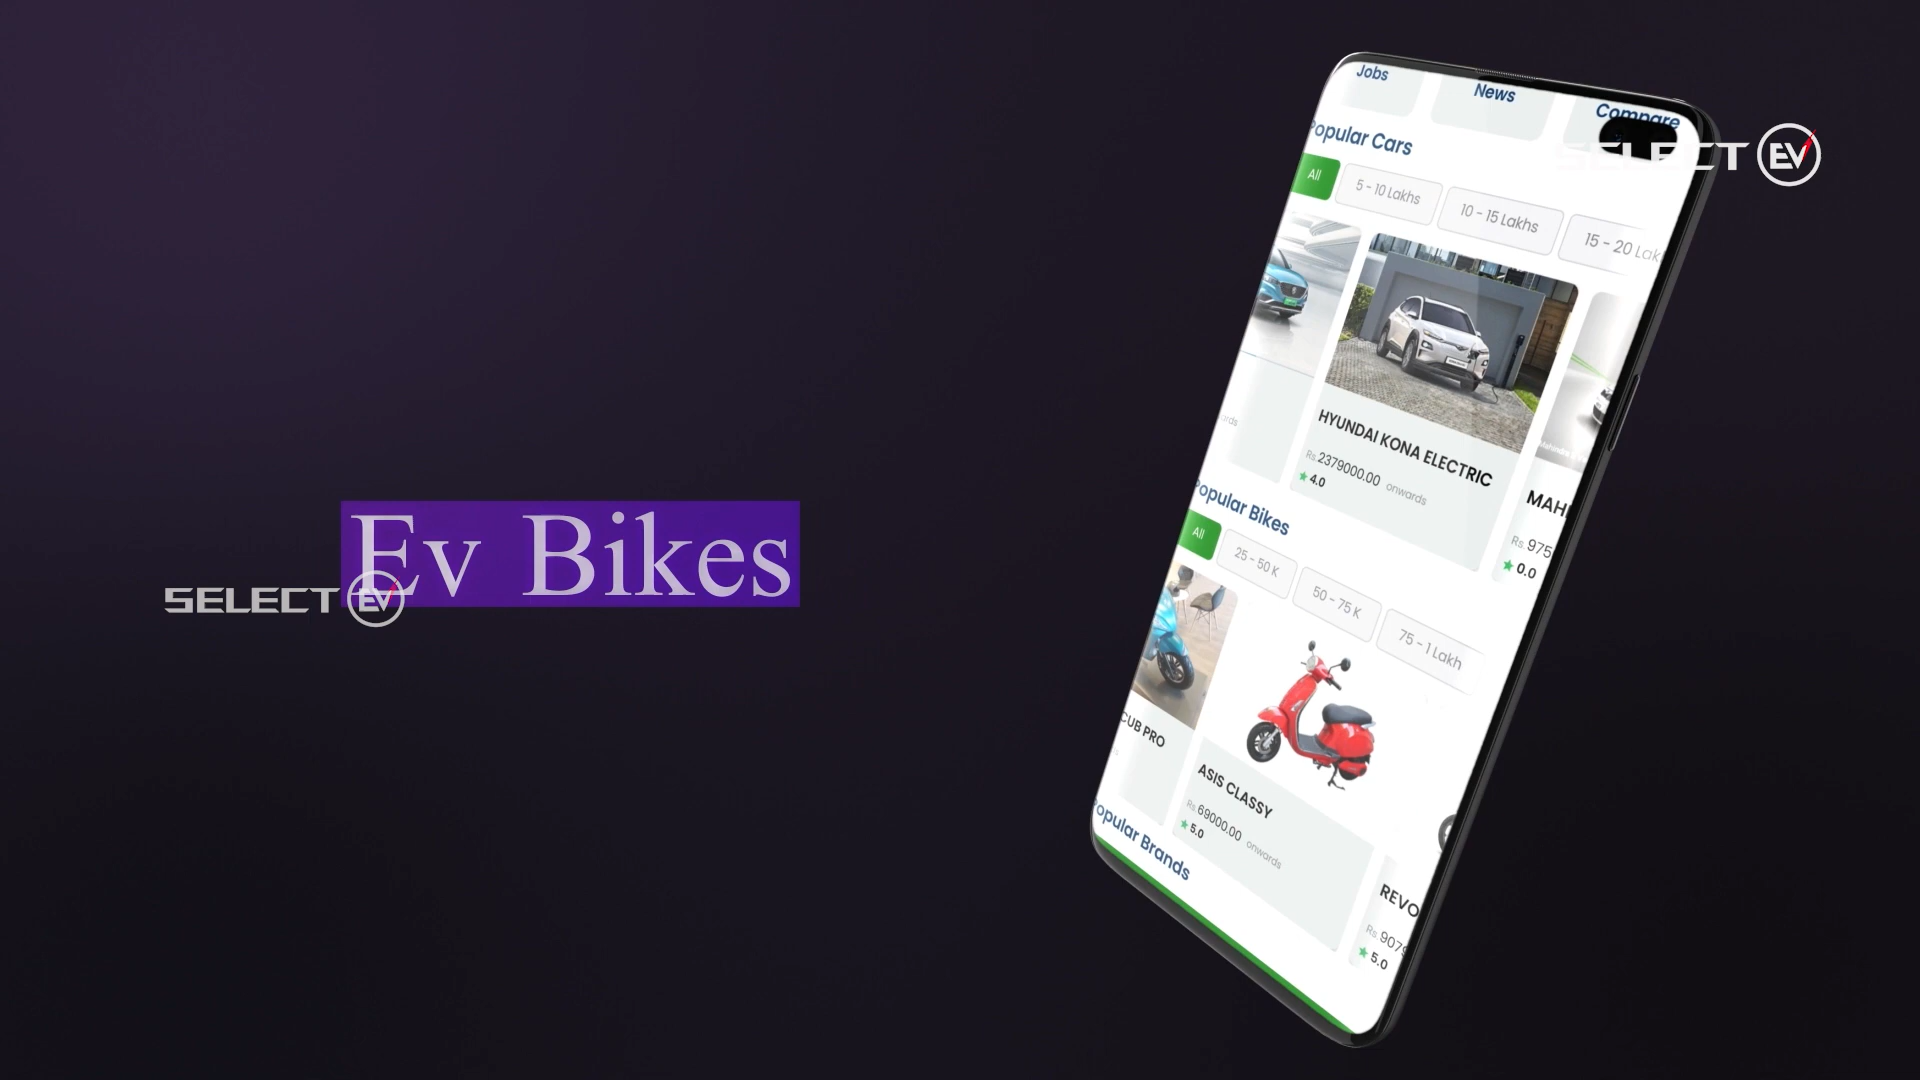 Jobs
News
Compare
SELECT EV
Popular Cars
All
5 - 10 Lakhs
10 - 15 Lakhs
15 - 20 Lak
HYUNDAI KONA ELECTRIC
Rs.2379000.00 onwards
4.0
MAH
Rs. 975
0.0
Popular Bikes
All
25 - 50 K
50 - 75 K
75 - 1 Lakh
CUB PRO
ASIS CLASSY
Rs.69000.00 onwards
5.0
REVO
Rs.9079
5.0
Popular Brands
Ev Bikes
SELECT EV